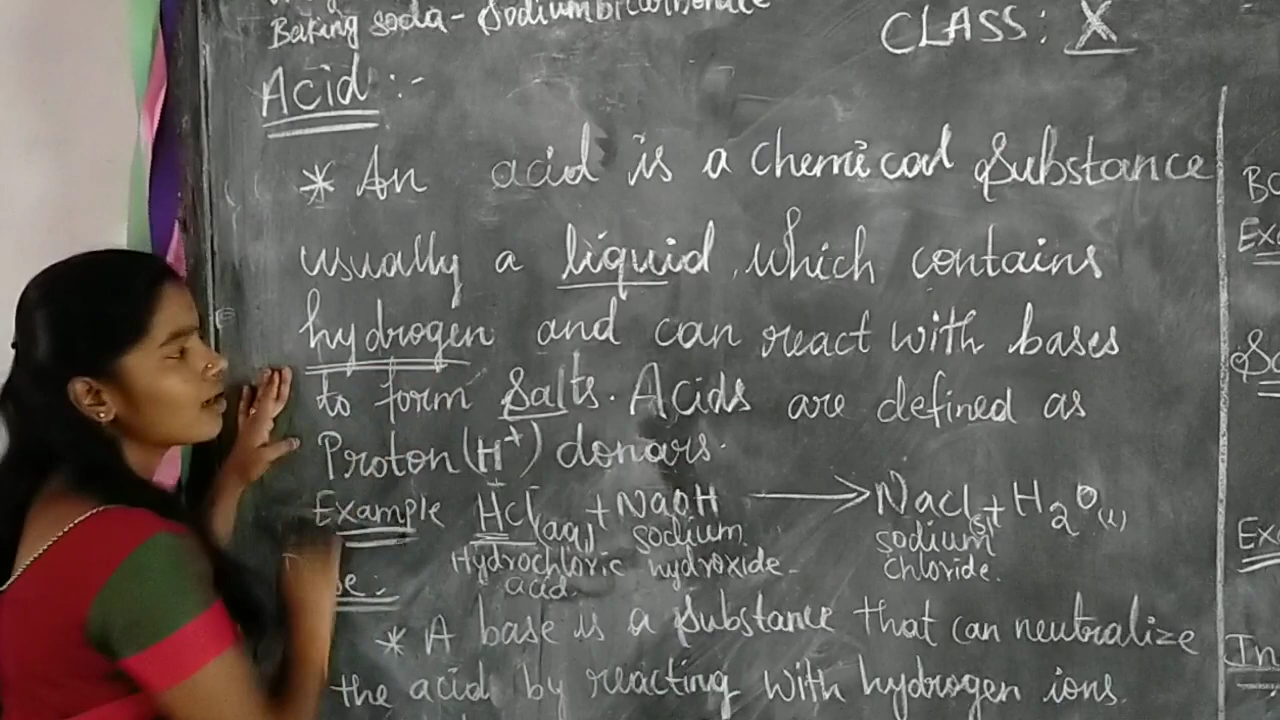 Baking soda - Sodium bicarbonate
CLASS: X
Acid :-
* An acid is a chemical Substance
usually a liquid, which contains
hydrogen and can react with bases
to form Salts. Acids are defined as
Proton (H+) donars.
Example HCl(aq) + NaOH → Nacl(s) + H2O(l)
Hydrochloric acid. sodium hydroxide- sodium chloride.
* A base is a substance that can neutralize
the acid by reacting with hydrogen ions.